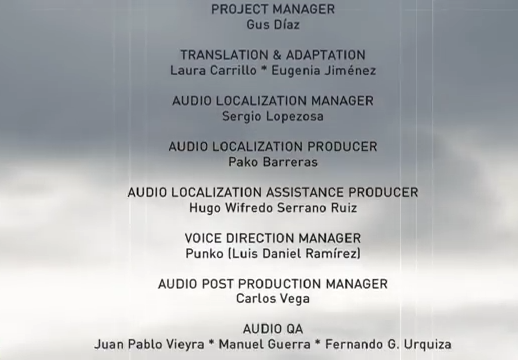 PROJECT MANAGER
Gus Díaz
TRANSLATION & ADAPTATION
Laura Carrillo * Eugenia Jiménez
AUDIO LOCALIZATION MANAGER
Sergio Lopezosa
AUDIO LOCALIZATION PRODUCER
Pako Barreras
AUDIO LOCALIZATION ASSISTANCE PRODUCER
Hugo Wifredo Serrano Ruiz
VOICE DIRECTION MANAGER
Punko (Luis Daniel Ramírez)
AUDIO POST PRODUCTION MANAGER
Carlos Vega
AUDIO QA
Juan Pablo Vieyra * Manuel Guerra * Fernando G. Urquiza